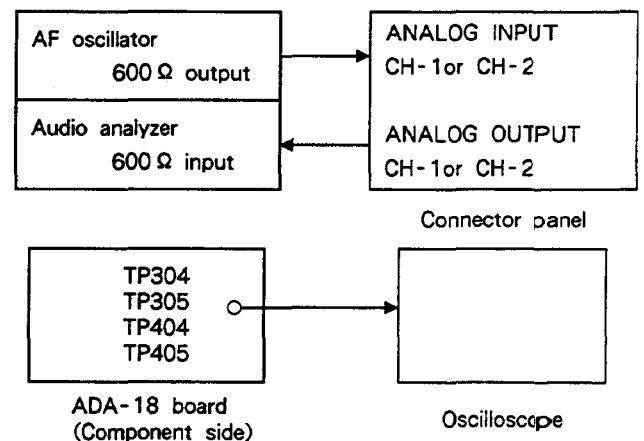 AF oscillator
600 Ω output
Audio analyzer
600 Ω input
ANALOG INPUT
CH-1or CH-2
ANALOG OUTPUT
CH-1or CH-2
Connector panel
TP304
TP305
TP404
TP405
ADA-18 board
(Component side)
Oscilloscope